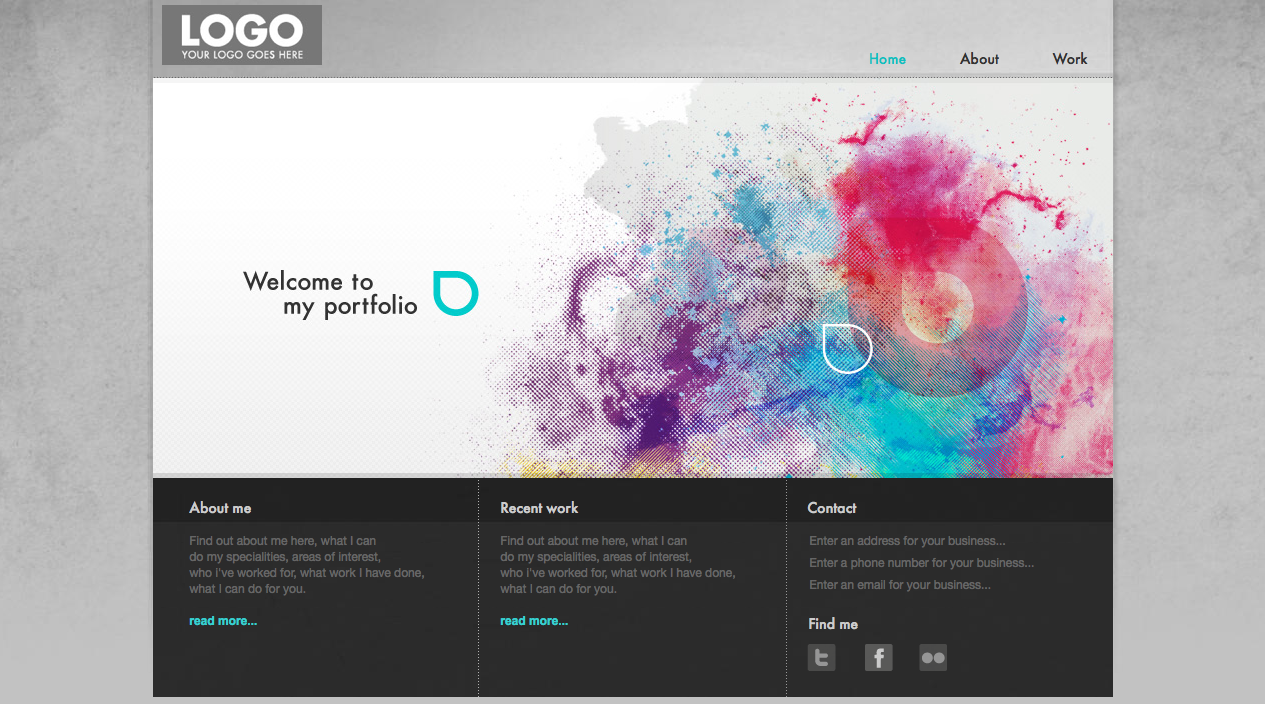 LOGO
YOUR LOGO GOES HERE
Home About Work
Welcome to
my portfolio
About me
Find out about me here, what I can
do my specialities, areas of interest,
who i've worked for, what work I have done,
what I can do for you.
read more...
Recent work
Find out about me here, what I can
do my specialities, areas of interest,
who i've worked for, what work I have done,
what I can do for you.
read more...
Contact
Enter an address for your business...
Enter a phone number for your business...
Enter an email for your business...
Find me
t f